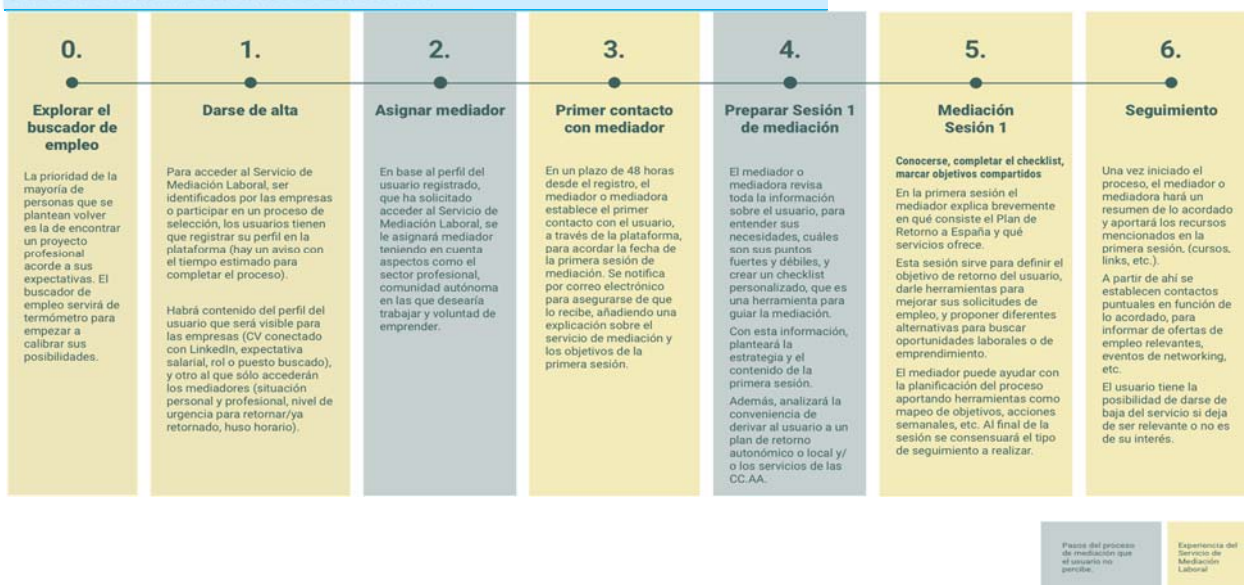 0.
Explorar el
buscador de
empleo
La prioridad de la
mayoría de
personas que se
plantean volver
es la de encontrar
un proyecto
profesional
acorde a sus
expectativas. El
buscador de
empleo servirá de
termómetro para
empezar a
calibrar sus
posibilidades.
1.
Darse de alta
Para acceder al Servicio de
Mediación Laboral, ser
identificados por las empresas
o participar en un proceso de
selección, los usuarios tienen
que registrar su perfil en la
plataforma (hay un aviso con
el tiempo estimado para
completar el proceso).
Habrá contenido del perfil del
usuario que será visible para
las empresas (CV conectado
con LinkedIn, expectativa
salarial, rol o puesto buscado),
y otro al que sólo accederán
los mediadores (situación
personal y profesional, nivel de
urgencia para retornar/ya
retornado, huso horario).
2.
Asignar mediador
En base al perfil del
usuario registrado,
que ha solicitado
acceder al Servicio de
Mediación Laboral, se
le asignará mediador
teniendo en cuenta
aspectos como el
sector profesional,
comunidad autónoma
en las que desearía
trabajar y voluntad de
emprender.
3.
Primer contacto
con mediador
En un plazo de 48 horas
desde el registro, el
mediador o mediadora
establece el primer
contacto con el usuario,
a través de la plataforma,
para acordar la fecha de
la primera sesión de
mediación. Se notifica
por correo electrónico
para asegurarse de que
lo recibe, añadiendo una
explicación sobre el
servicio de mediación y
los objetivos de la
primera sesión.
4.
Preparar Sesión 1
de mediación
El mediador o
mediadora revisa
toda la información
sobre el usuario, para
entender sus
necesidades, cuáles
son sus puntos
fuertes y débiles, y
crear un checklist
personalizado, que es
una herramienta para
guiar la mediación.
Con esta información,
planteará la
estrategia y el
contenido de la
primera sesión.
Además, analizará la
conveniencia de
derivar al usuario a un
plan de retorno
autonómico o local y/
o los servicios de las
CC.AA.
5.
Mediación
Sesión 1
Conocerse, completar el checklist,
marcar objetivos compartidos
En la primera sesión el
mediador explica brevemente
en qué consiste el Plan de
Retorno a España y qué
servicios ofrece.
Esta sesión sirve para definir el
objetivo de retorno del usuario,
darle herramientas para
mejorar sus solicitudes de
empleo, y proponer diferentes
alternativas para buscar
oportunidades laborales o de
emprendimiento.
El mediador puede ayudar con
la planificación del proceso
aportando herramientas como
mapeo de objetivos, acciones
semanales, etc. Al final de la
sesión se consensuará el tipo
de seguimiento a realizar.
6.
Seguimiento
Una vez iniciado el
proceso, el mediador o
mediadora hará un
resumen de lo acordado
y aportará los recursos
mencionados en la
primera sesión, (cursos,
links, etc.).
A partir de ahí se
establecen contactos
puntuales en función de
lo acordado, para
informar de ofertas de
empleo relevantes,
eventos de networking,
etc.
El usuario tiene la
posibilidad de darse de
baja del servicio si deja
de ser relevante o no es
de su interés.
Pasos del proceso
de mediación que
el usuario no
percibe.
Experiencia del
Servicio de
Mediación
Laboral